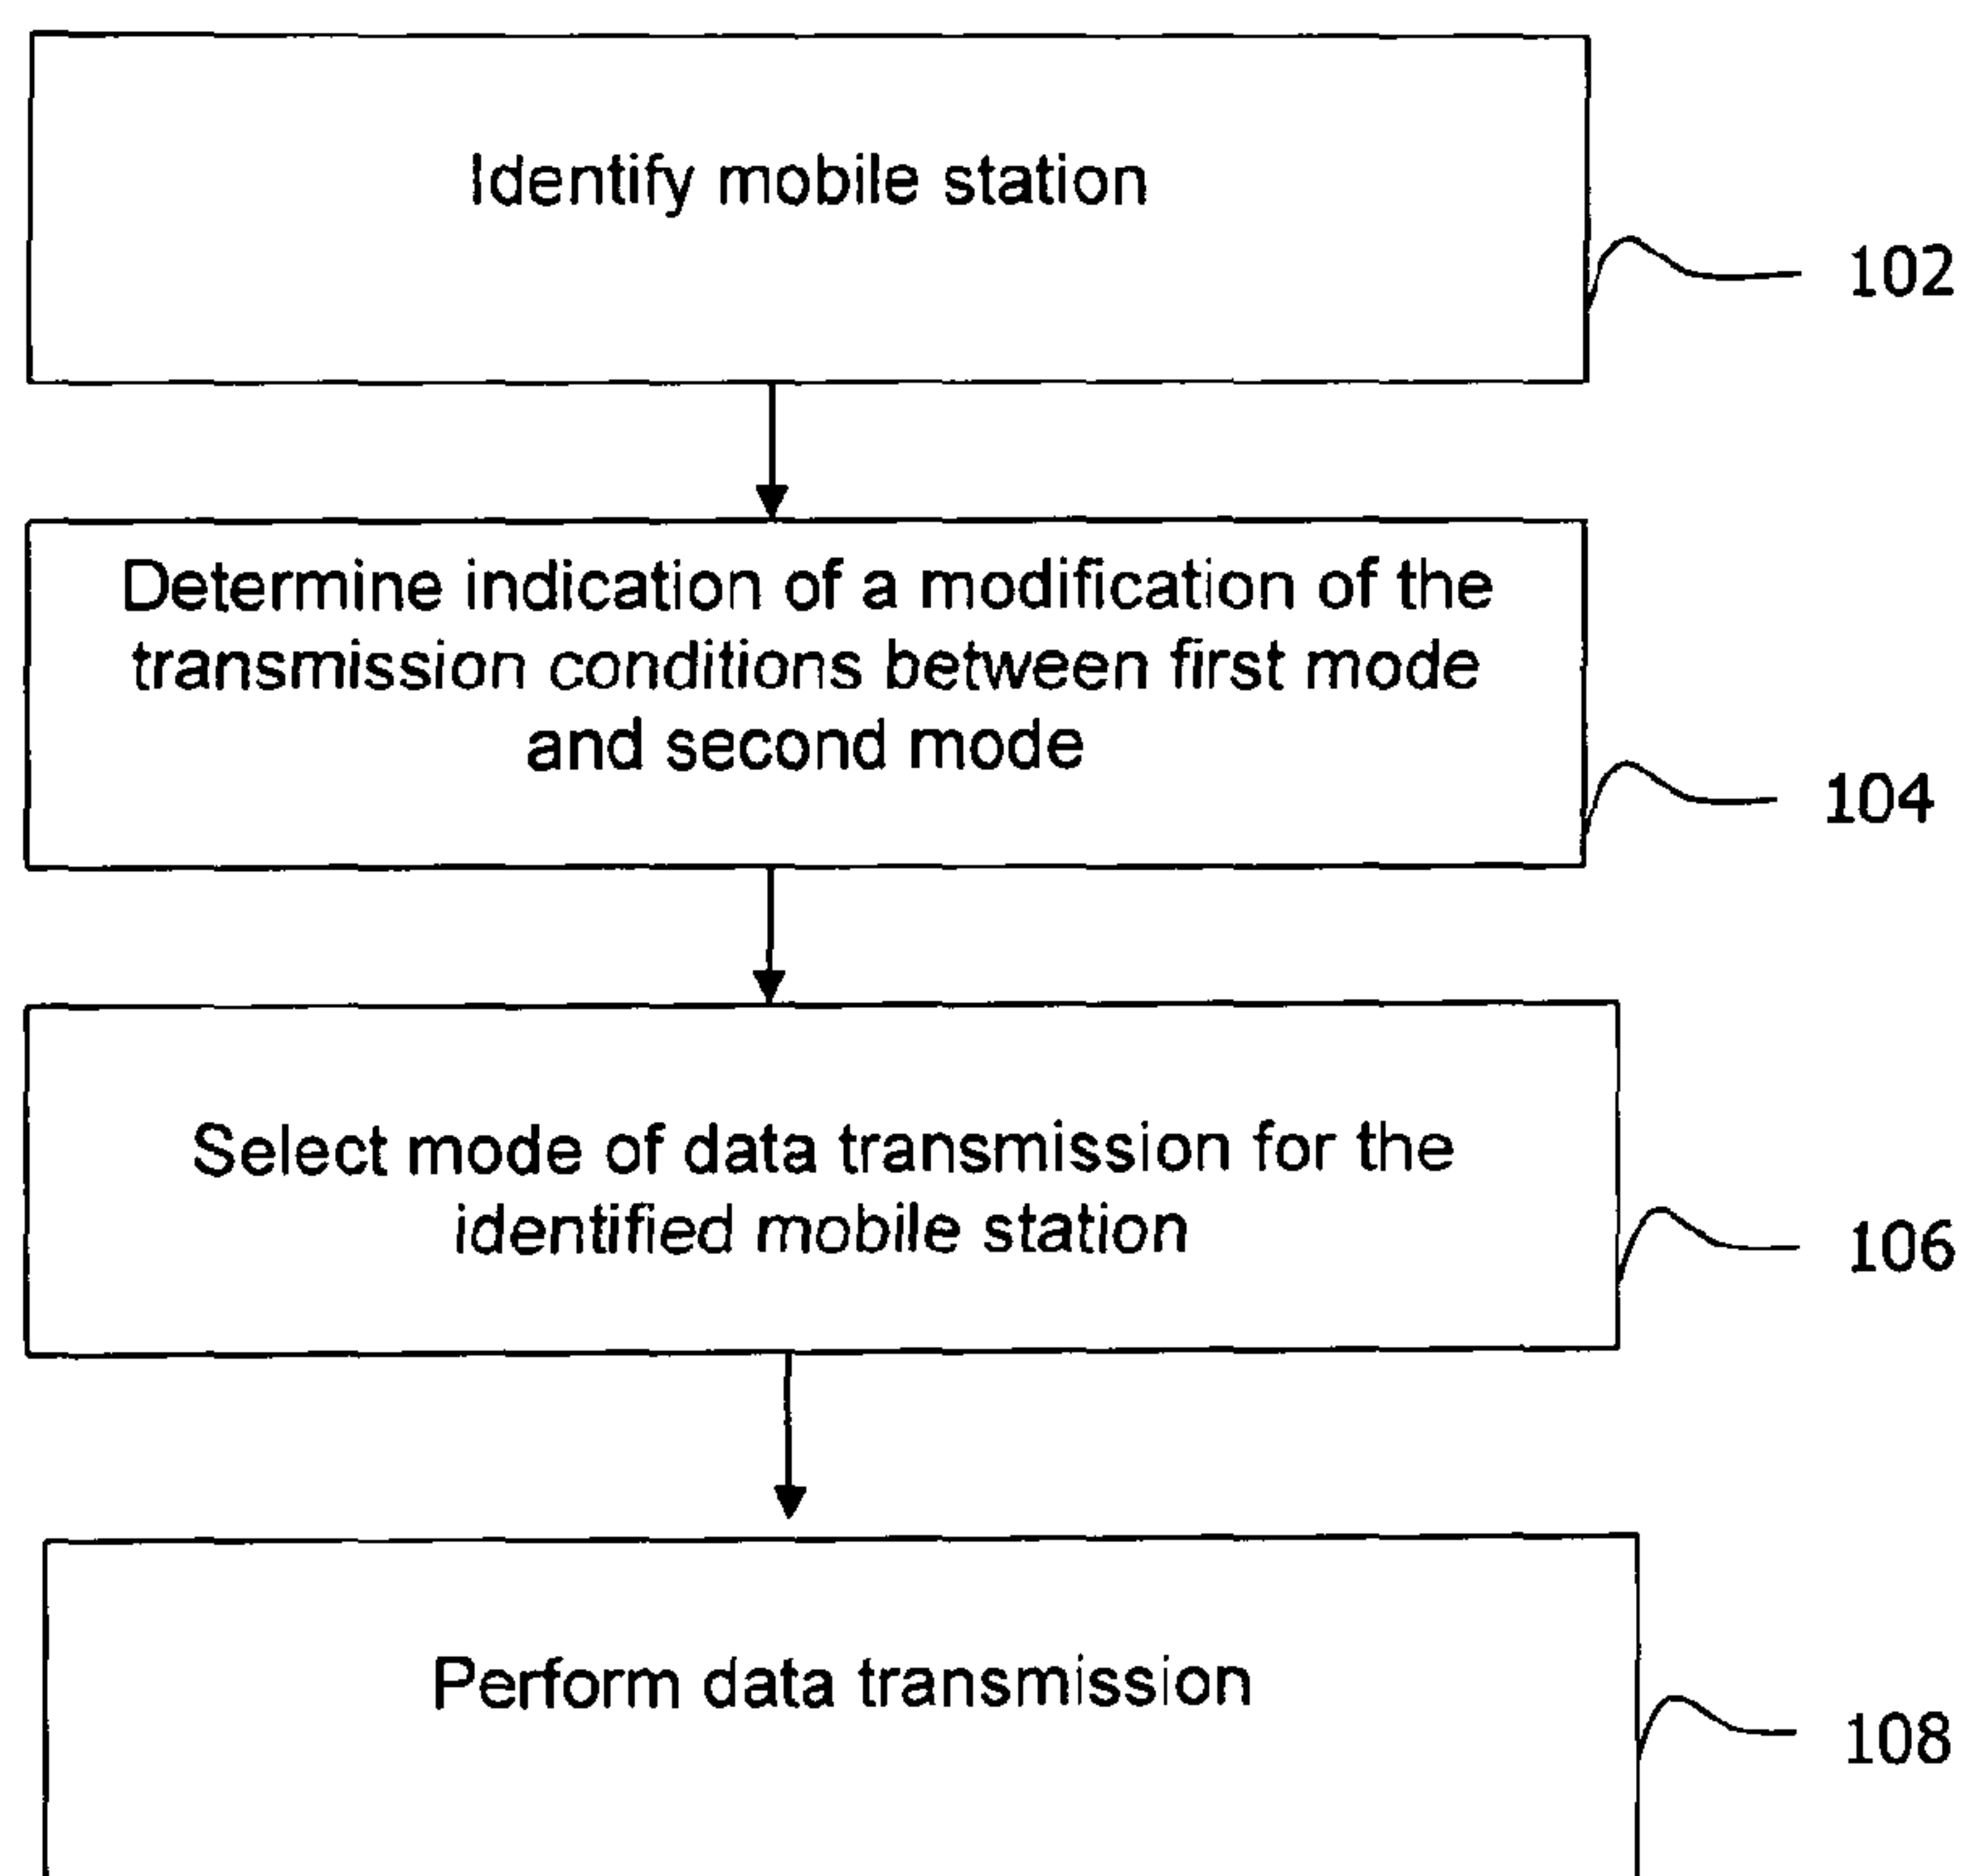 Identify mobile station
102
Determine indication of a modification of the
transmission conditions between first mode
and second mode
104
Select mode of data transmission for the
identified mobile station
106
Perform data transmission
108